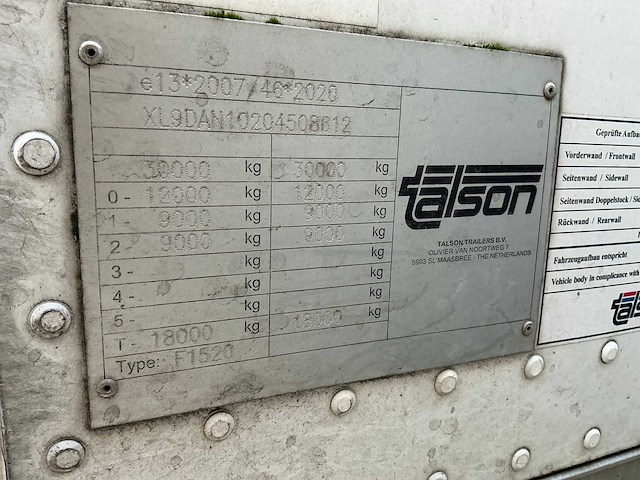 e13*2007/46*2020
XL9DAN10204508612
30000 kg 30000 kg
0- 12000 kg 12000 kg
1- 9000 kg 9000 kg
2- 9000 kg 9000 kg
3- kg kg
4- kg kg
5- kg kg
T- 18000 kg 18000 kg
Type: F1520
talson
TALSON TRAILERS B.V.
OLIVIER VAN NOORTWEG 7
5993 SL MAASBREE - THE NETHERLANDS
Geprüfte Aufbau
Vorderwand / Frontwall
Seitenwand / Sidewall
Seitenwand Doppelstock /
Rückwand / Rearwall
Fahrzeugaufbau entspricht
Vehicle body in compliance with